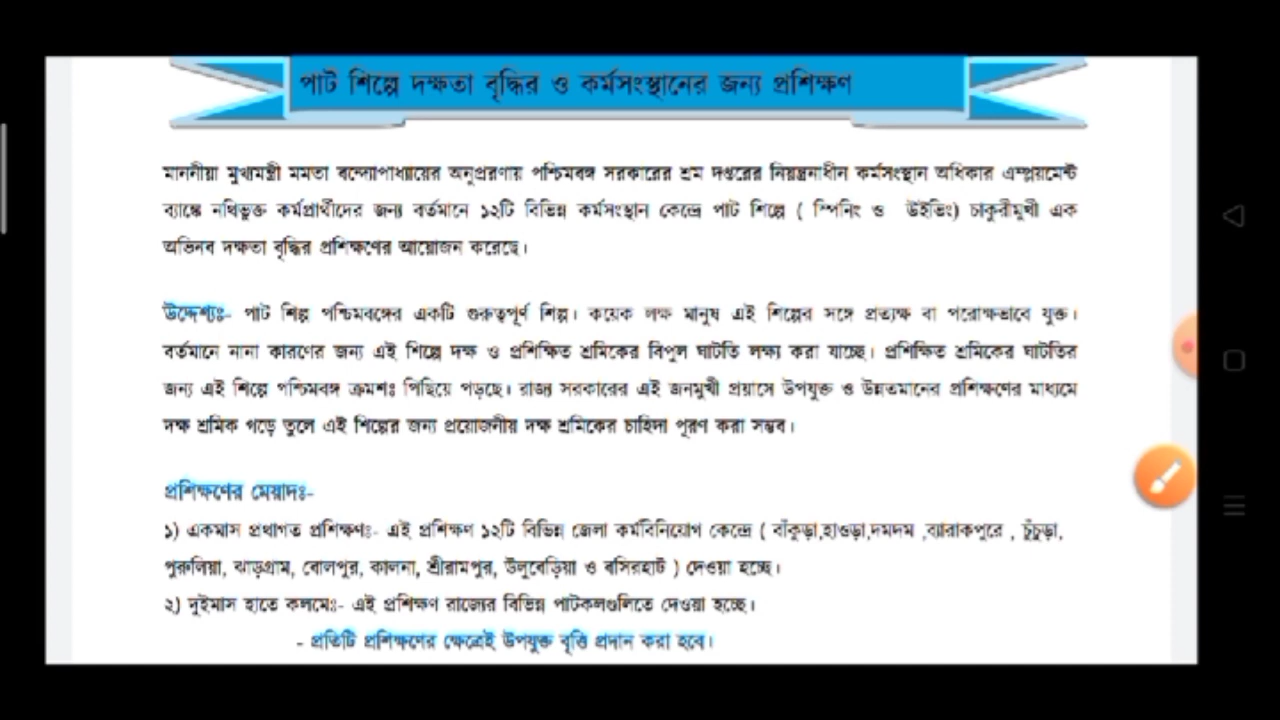 পাট শিল্পে দক্ষতা বৃদ্ধির ও কর্মসংস্থানের জন্য প্রশিক্ষণ
মাননীয়া মুখ্যমন্ত্রী মমতা বন্দ্যোপাধ্যায়ের অনুপ্রেরণায় পশ্চিমবঙ্গ সরকারের শ্রম দপ্তরের নিয়ন্ত্রনাধীন কর্মসংস্থান অধিকার এমপ্লয়মেন্ট
ব্যাঙ্কে নথিভুক্ত কর্মপ্রার্থীদের জন্য বর্তমানে ১২টি বিভিন্ন কর্মসংস্থান কেন্দ্রে পাট শিল্পে ( স্পিনিং ও উইভিং) চাকুরীমুখী এক
অভিনব দক্ষতা বৃদ্ধির প্রশিক্ষণের আয়োজন করেছে।
উদ্দেশ্যঃ- পাট শিল্প পশ্চিমবঙ্গের একটি গুরুত্বপূর্ণ শিল্প। কয়েক লক্ষ মানুষ এই শিল্পের সঙ্গে প্রত্যক্ষ বা পরোক্ষভাবে যুক্ত।
বর্তমানে নানা কারণের জন্য এই শিল্পে দক্ষ ও প্রশিক্ষিত শ্রমিকের বিপুল ঘাটতি লক্ষ্য করা যাচ্ছে। প্রশিক্ষিত শ্রমিকের ঘাটতির
জন্য এই শিল্পে পশ্চিমবঙ্গ ক্রমশঃ পিছিয়ে পড়ছে। রাজ্য সরকারের এই জনমুখী প্রয়াসে উপযুক্ত ও উন্নতমানের প্রশিক্ষণের মাধ্যমে
দক্ষ শ্রমিক গড়ে তুলে এই শিল্পের জন্য প্রয়োজনীয় দক্ষ শ্রমিকের চাহিদা পূরণ করা সম্ভব।
প্রশিক্ষণের মেয়াদঃ-
১) একমাস প্রথাগত প্রশিক্ষণঃ- এই প্রশিক্ষণ ১২টি বিভিন্ন জেলা কর্মবিনিয়োগ কেন্দ্রে ( বাঁকুড়া,হাওড়া,দমদম ,ব্যারাকপুরে , চুঁচুড়া,
পুরুলিয়া, ঝাড়গ্রাম, বোলপুর, কালনা, শ্রীরামপুর, উলুবেড়িয়া ও বসিরহাট ) দেওয়া হচ্ছে।
২) দুইমাস হাতে কলমেঃ- এই প্রশিক্ষণ রাজ্যের বিভিন্ন পাটকলগুলিতে দেওয়া হচ্ছে।
- প্রতিটি প্রশিক্ষণের ক্ষেত্রেই উপযুক্ত বৃত্তি প্রদান করা হবে।